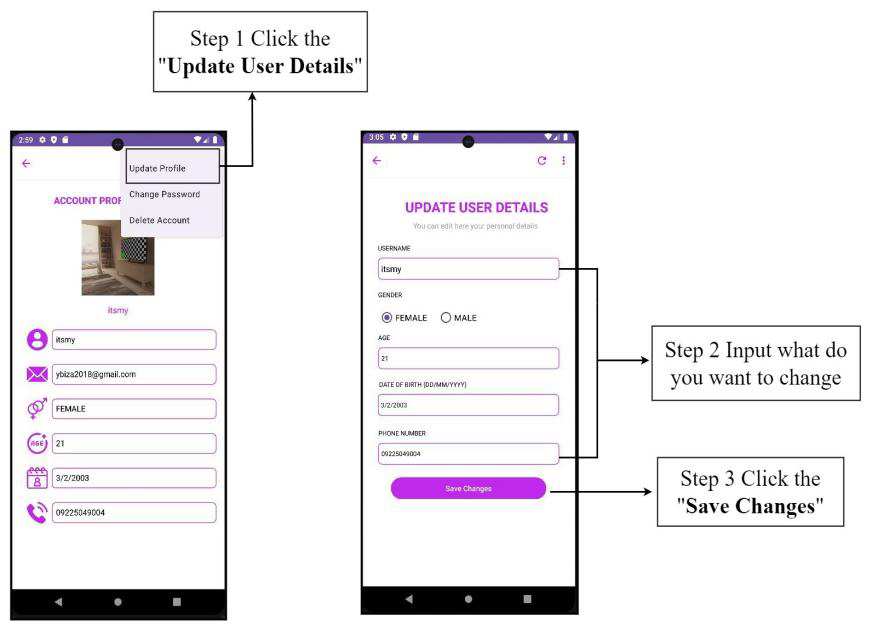 Step 1 Click the
"Update User Details"
2:59
Update Profile
Change Password
Delete Account
ACCOUNT PROF
itsmy
itsmy
ybiza2018@gmail.com
FEMALE
AGE
21
3/2/2003
09225049004
3:05
UPDATE USER DETAILS
You can edit here your personal details
USERNAME
itsmy
GENDER
FEMALE
MALE
AGE
21
DATE OF BIRTH (DD/MM/YYYY)
3/2/2003
PHONE NUMBER
09225049004
Save Changes
Step 2 Input what do
you want to change
Step 3 Click the
"Save Changes"